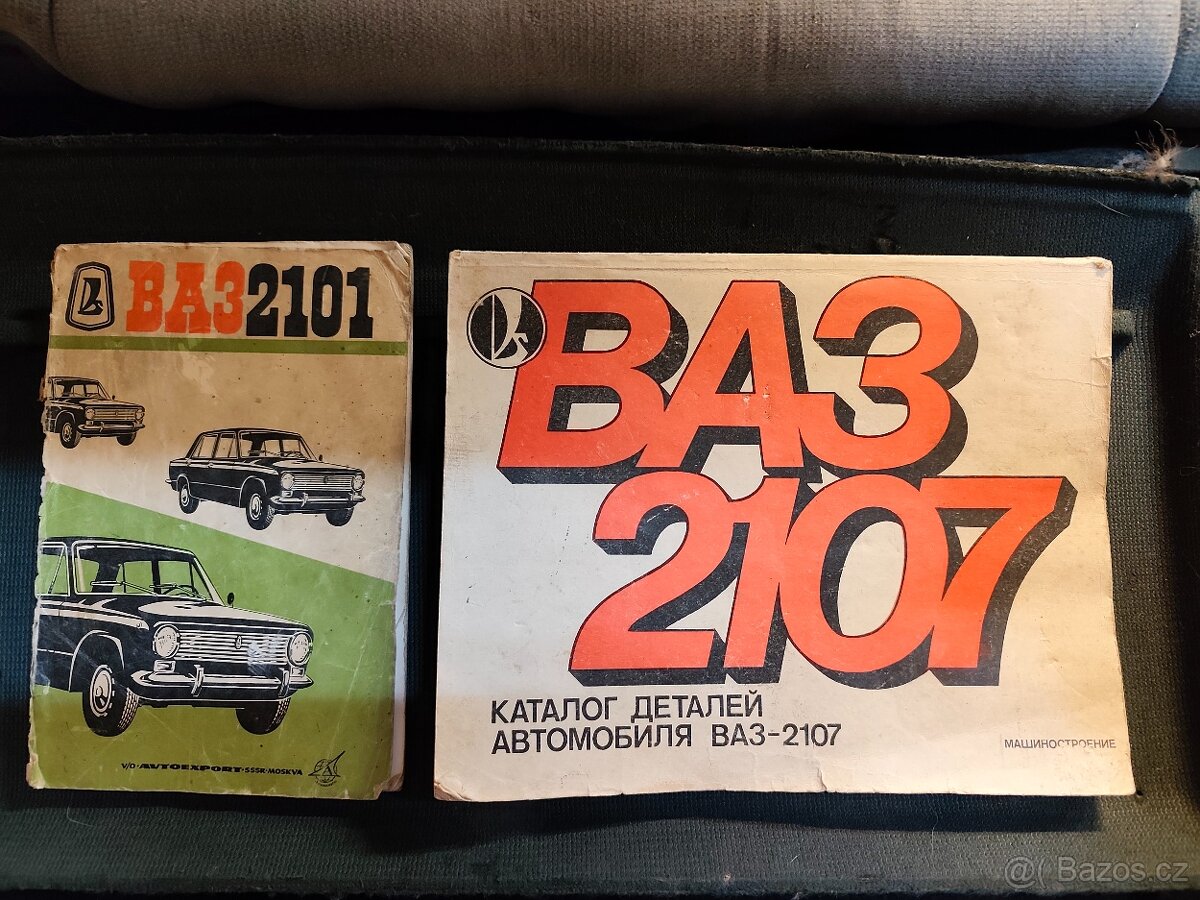 ВАЗ2101
V/O · AVTOEXPORT · SSSR · MOSKVA
ВАЗ
2107
КАТАЛОГ ДЕТАЛЕЙ
АВТОМОБИЛЯ ВАЗ-2107
МАШИНОСТРОЕНИЕ
@( Bazos.cz